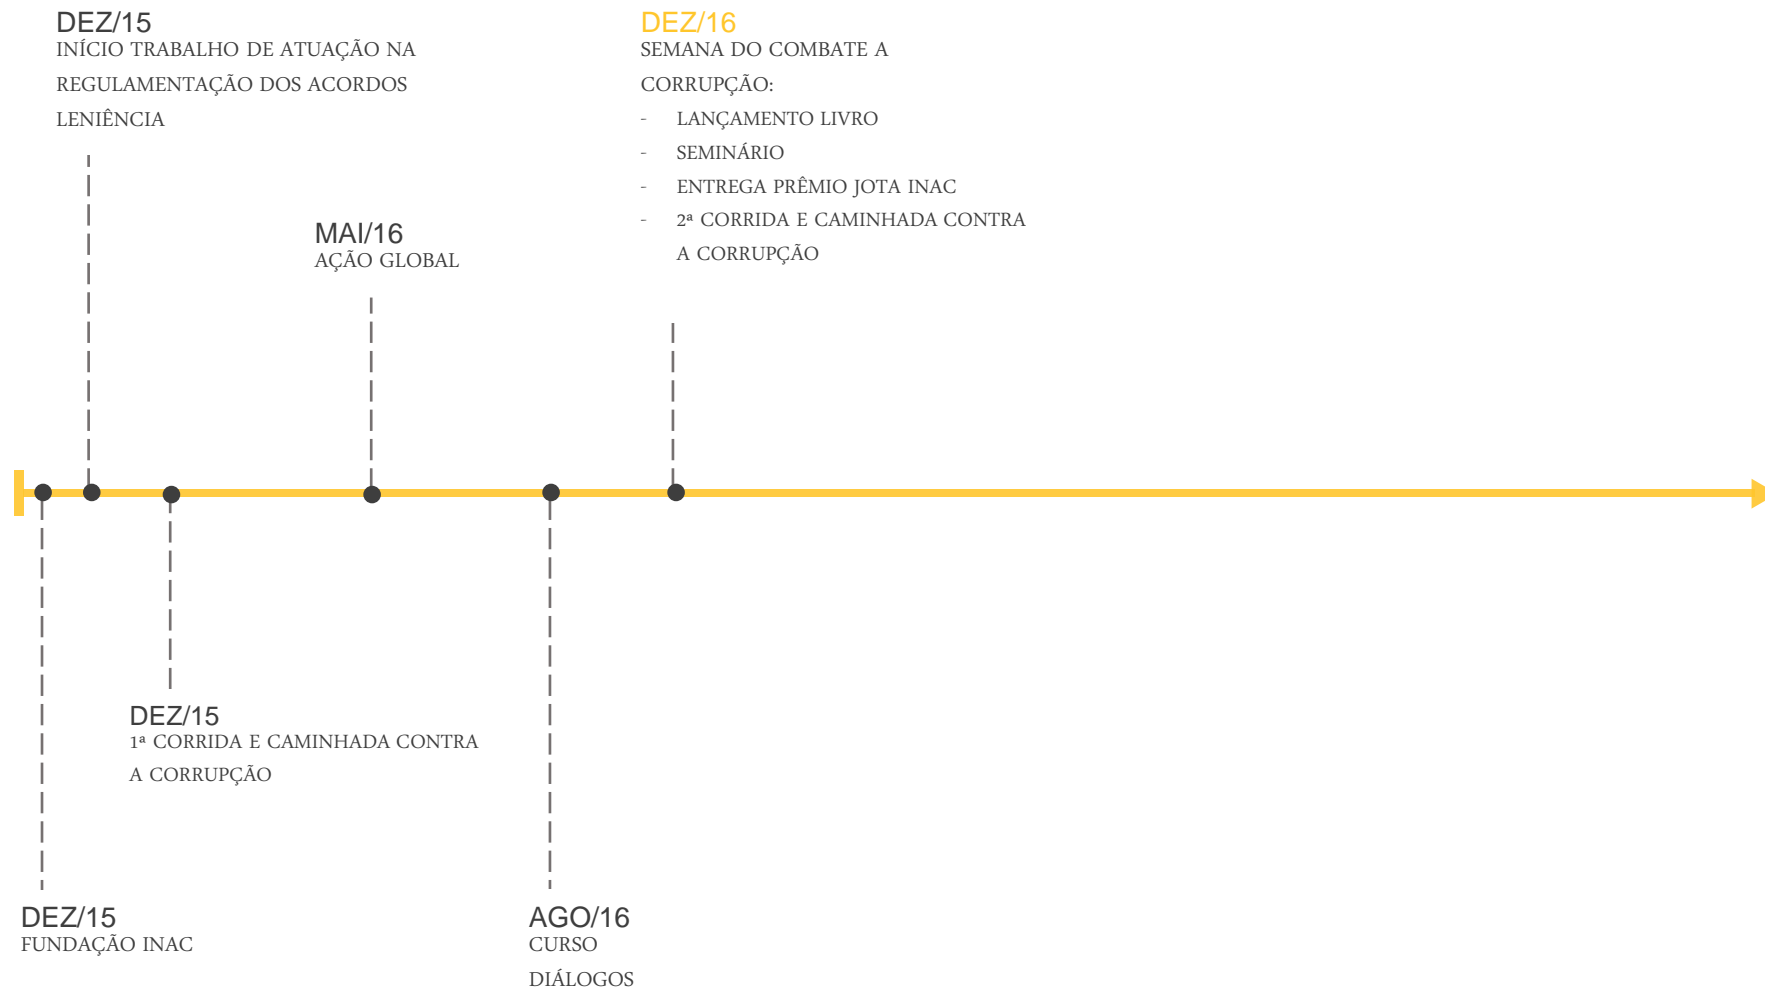 DEZ/15
INÍCIO TRABALHO DE ATUAÇÃO NA
REGULAMENTAÇÃO DOS ACORDOS
LENIÊNCIA
DEZ/16
SEMANA DO COMBATE A
CORRUPÇÃO:
- LANÇAMENTO LIVRO
- SEMINÁRIO
- ENTREGA PRÊMIO JOTA INAC
- 2ª CORRIDA E CAMINHADA CONTRA
A CORRUPÇÃO
MAI/16
AÇÃO GLOBAL
DEZ/15
1ª CORRIDA E CAMINHADA CONTRA
A CORRUPÇÃO
DEZ/15
FUNDAÇÃO INAC
AGO/16
CURSO
DIÁLOGOS